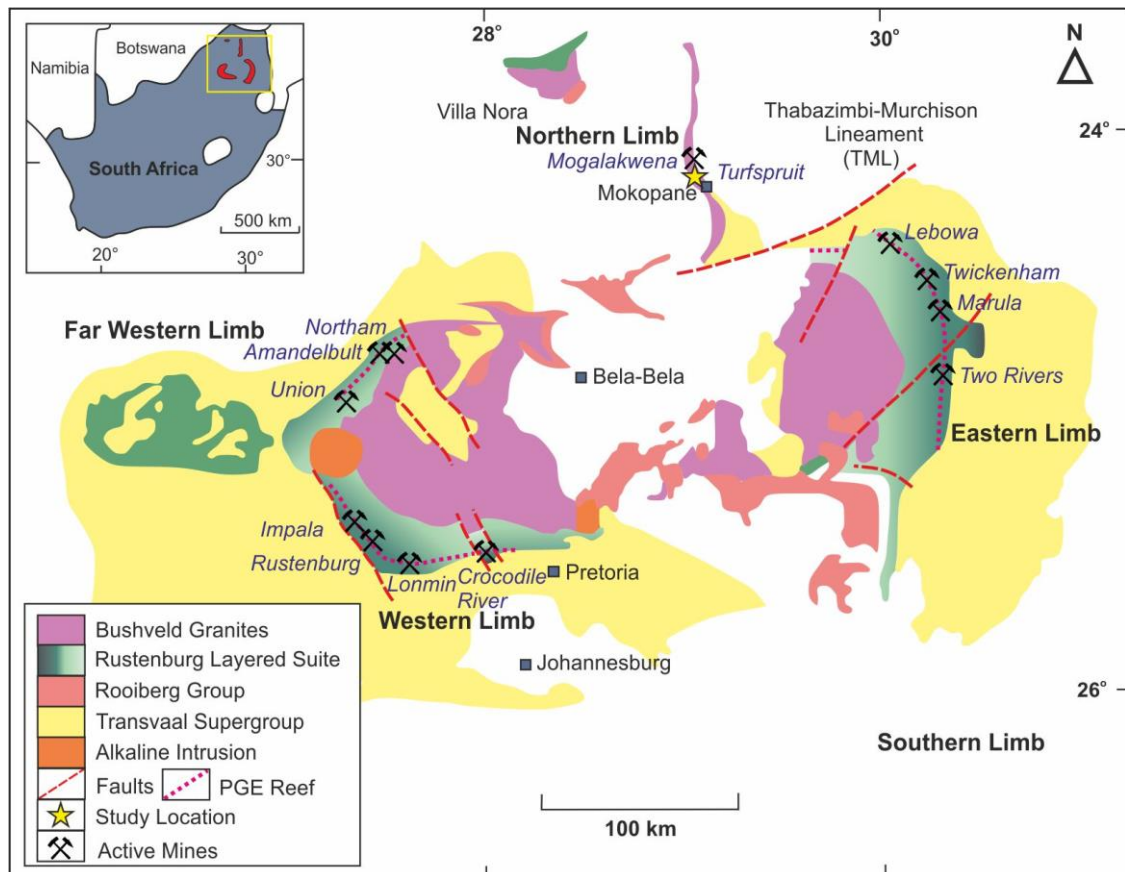 28°
30°
N
Botswana
Namibia
South Africa
30°
500 km
20°
30°
Villa Nora
Northern Limb
Mogalakwena
Turfspruit
Mokopane
Thabazimbi-Murchison
Lineament
(TML)
24°
Lebowa
Twickenham
Marula
Two Rivers
Eastern Limb
Far Western Limb
Northam
Amandelbult
Union
Bela-Bela
Impala
Rustenburg
Lonmin
Crocodile
River
Western Limb
Pretoria
Johannesburg
26°
Southern Limb
100 km
Bushveld Granites
Rustenburg Layered Suite
Rooiberg Group
Transvaal Supergroup
Alkaline Intrusion
Faults
PGE Reef
Study Location
Active Mines